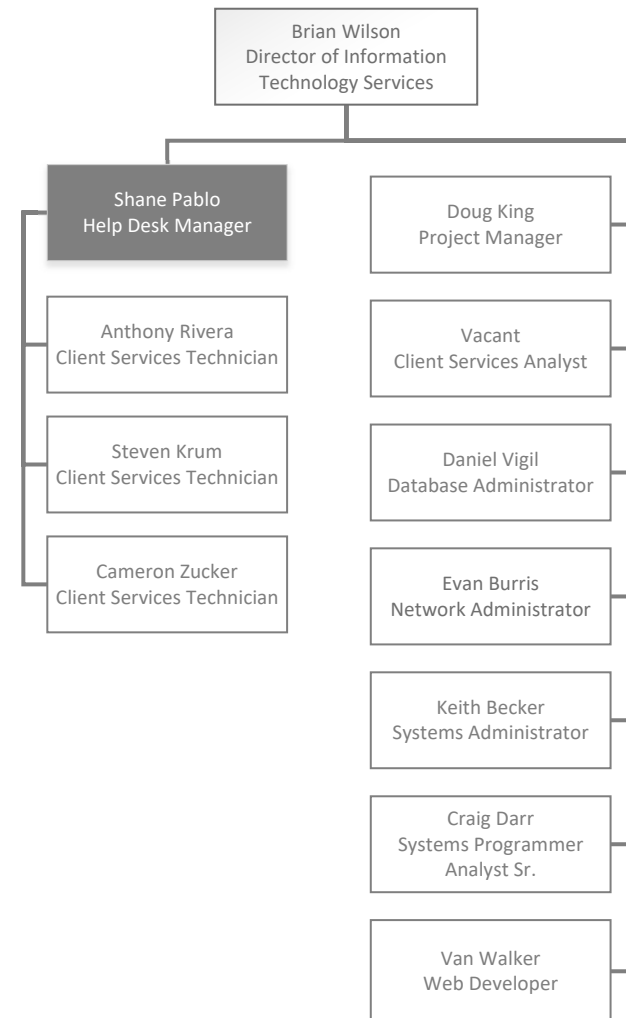 Brian Wilson
Director of Information
Technology Services
Shane Pablo
Help Desk Manager
Anthony Rivera
Client Services Technician
Steven Krum
Client Services Technician
Cameron Zucker
Client Services Technician
Doug King
Project Manager
Vacant
Client Services Analyst
Daniel Vigil
Database Administrator
Evan Burris
Network Administrator
Keith Becker
Systems Administrator
Craig Darr
Systems Programmer
Analyst Sr.
Van Walker
Web Developer